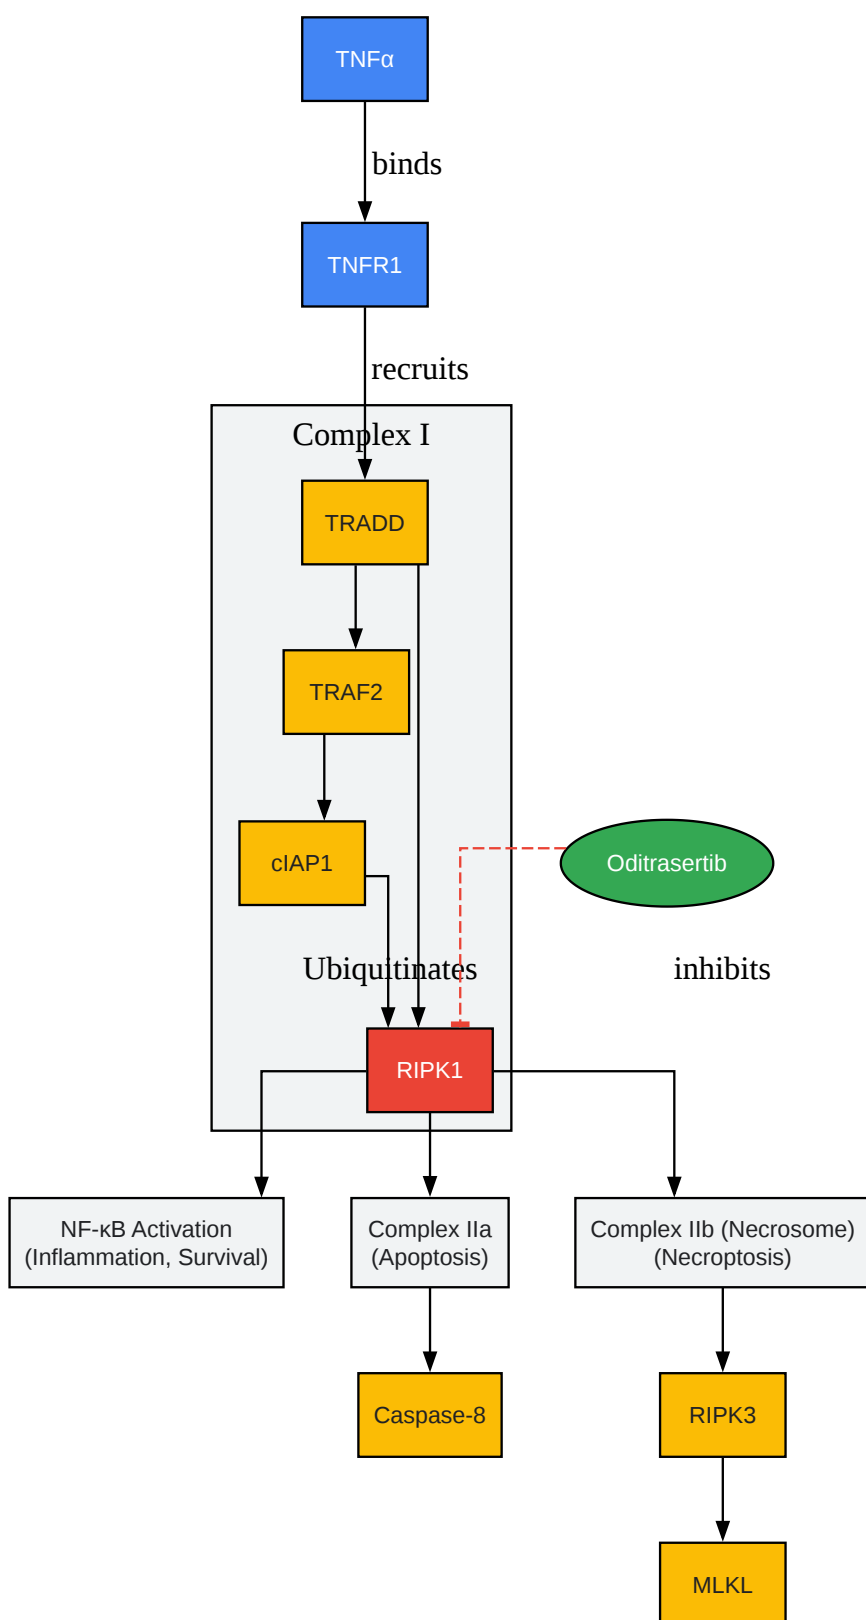 TNFα
binds
TNFR1
recruits
Complex I
TRADD
TRAF2
cIAP1
Oditrasertib
Ubiquitinates
inhibits
RIPK1
NF-κB Activation
(Inflammation, Survival)
Complex IIa
(Apoptosis)
Complex IIb (Necrosome)
(Necroptosis)
Caspase-8
RIPK3
MLKL